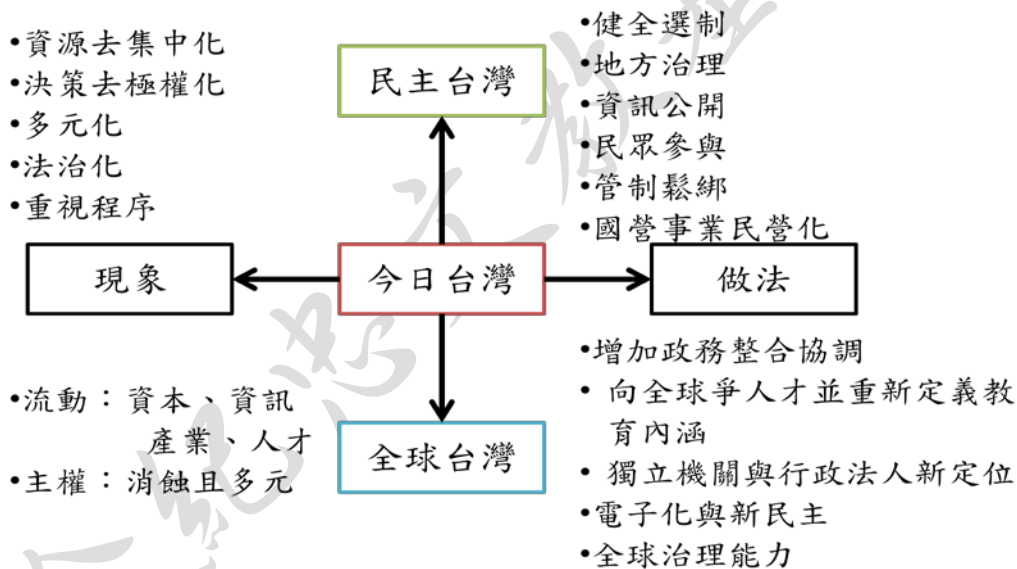 •資源去集中化
•決策去極權化
•多元化
•法治化
•重視程序
民主台灣
•健全選制
•地方治理
•資訊公開
•民眾參與
•管制鬆綁
•國營事業民營化
現象
今日台灣
做法
•流動：資本、資訊
產業、人才
•主權：消蝕且多元
全球台灣
•增加政務整合協調
• 向全球爭人才並重新定義教
育內涵
• 獨立機關與行政法人新定位
•電子化與新民主
•全球治理能力